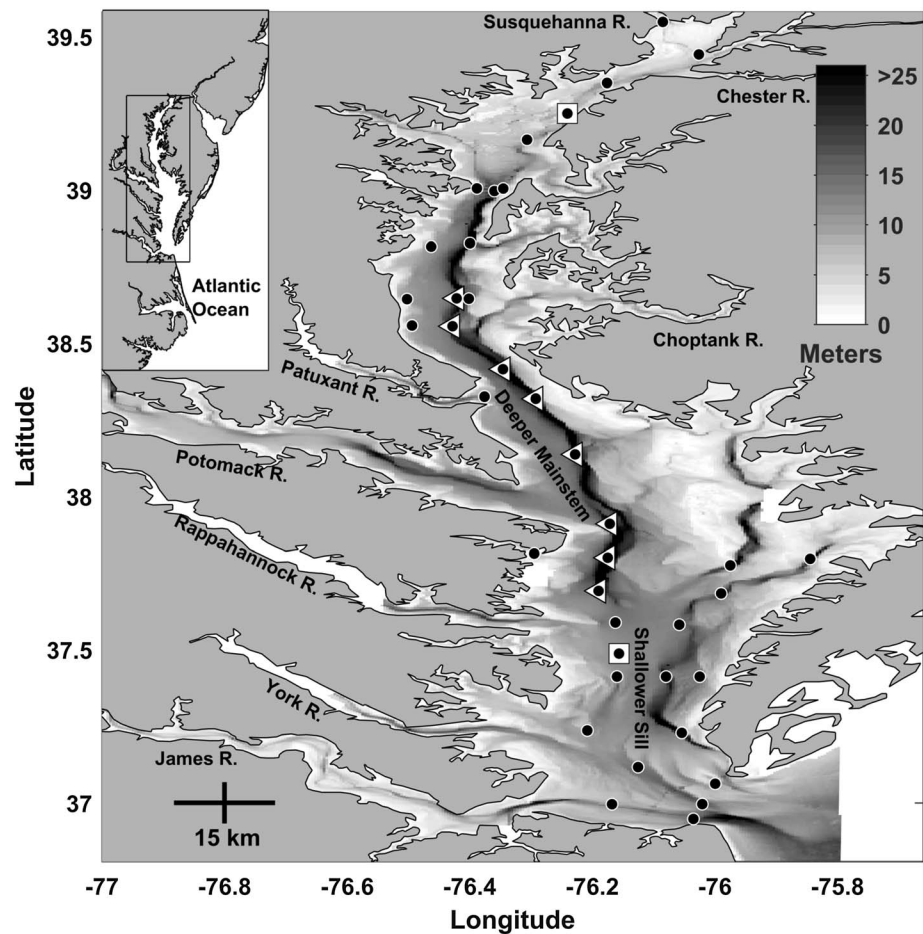 Susquehanna R.
Chester R.
>25
20
15
10
5
0
Meters
Atlantic
Ocean
Choptank R.
Patuxant R.
Deeper Mainstem
Potomack R.
Rappahannock R.
Shallower Sill
York R.
James R.
15 km
39.5
39
38.5
38
37.5
37
Latitude
-77
-76.8
-76.6
-76.4
-76.2
-76
-75.8
Longitude